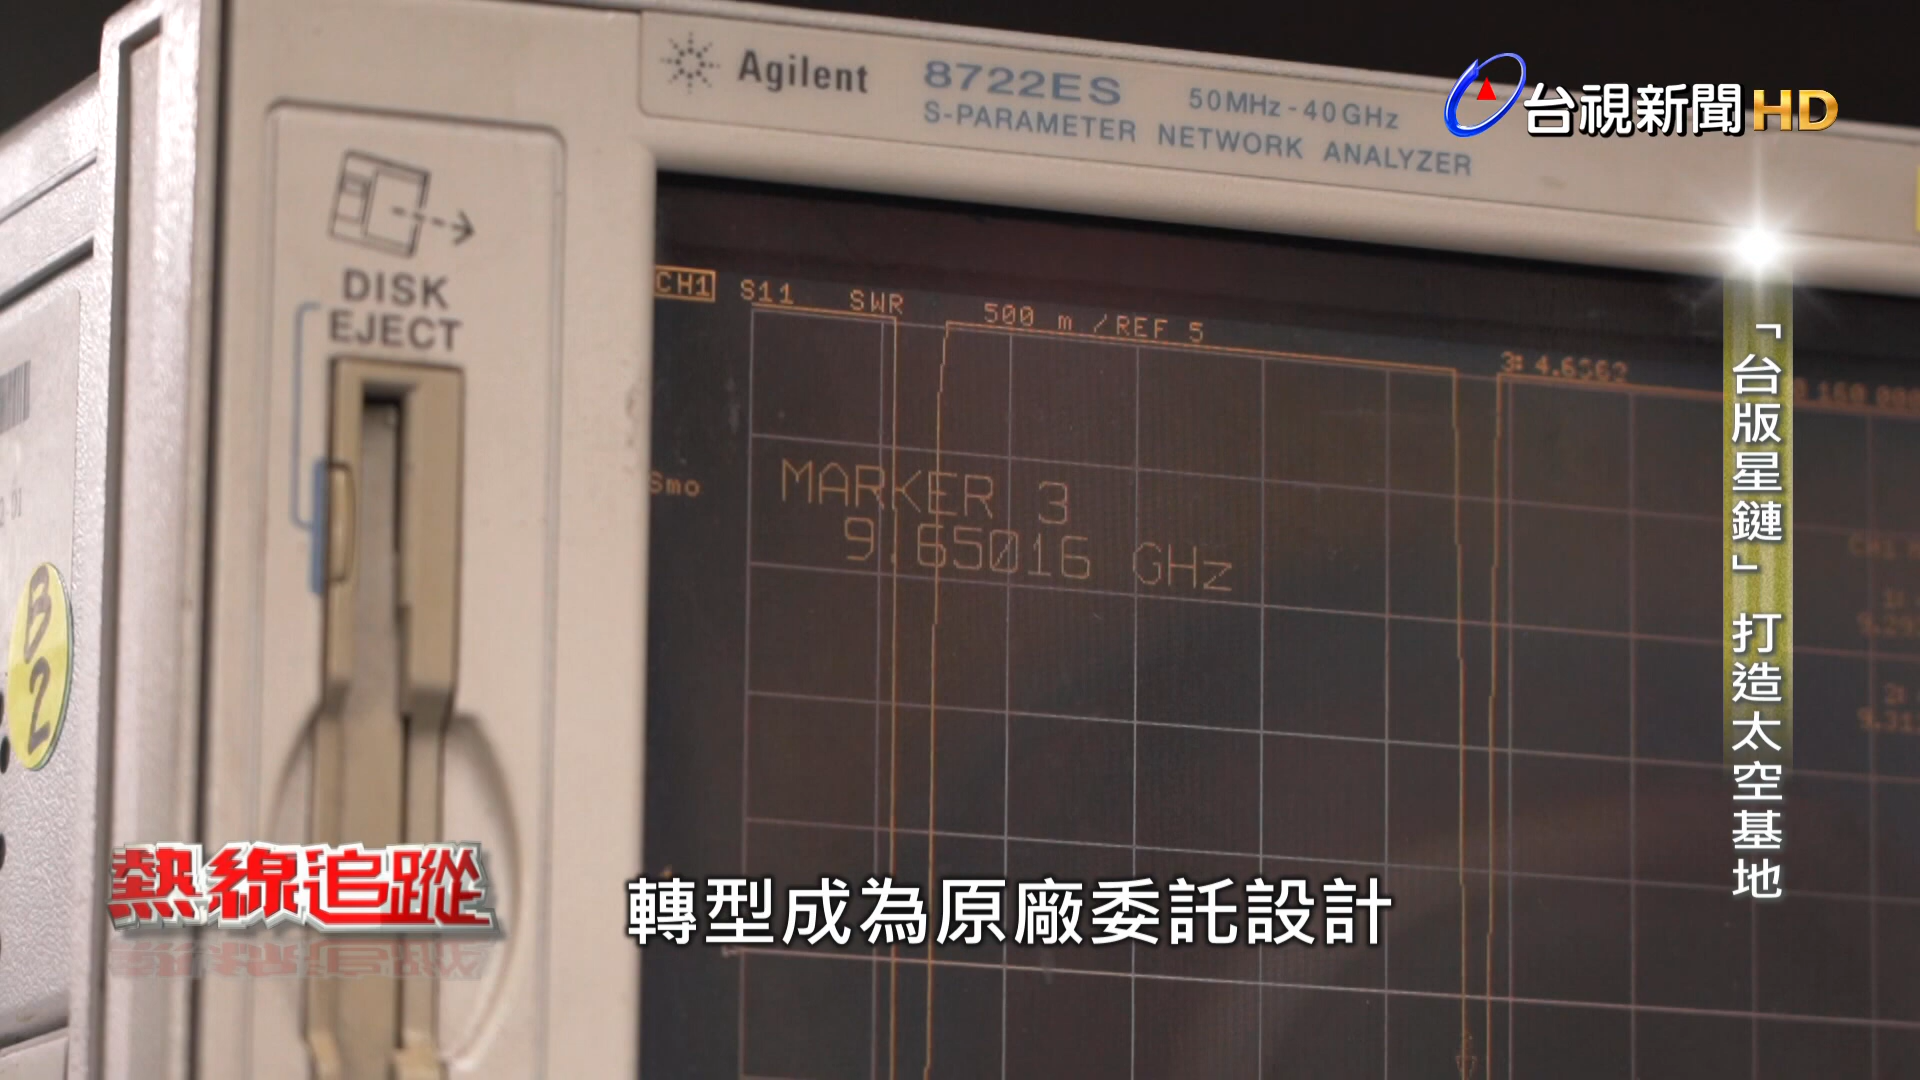 Agilent
8722ES
50MHz-40GHz
S-PARAMETER NETWORK ANALYZER
台視新聞HD
DISK
EJECT
CH1 S11 SWR 500 m /REF 5
MARKER 3
9.65016 GHz
Smo
B2
「台版星鏈」 打造太空基地
熱線追蹤
轉型成為原廠委託設計